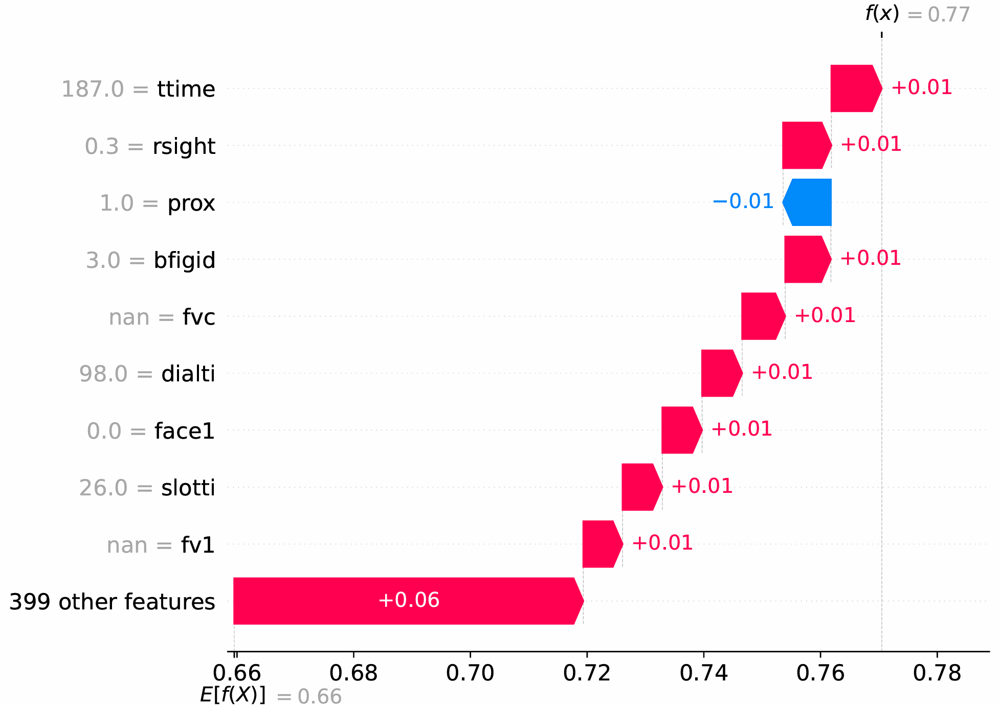 f(x) = 0.77
187.0 = ttime +0.01
0.3 = rsight +0.01
1.0 = prox −0.01
3.0 = bfigid +0.01
nan = fvc +0.01
98.0 = dialti +0.01
0.0 = face1 +0.01
26.0 = slotti +0.01
nan = fv1 +0.01
399 other features +0.06
0.66 0.68 0.70 0.72 0.74 0.76 0.78
E[f(X)] = 0.66